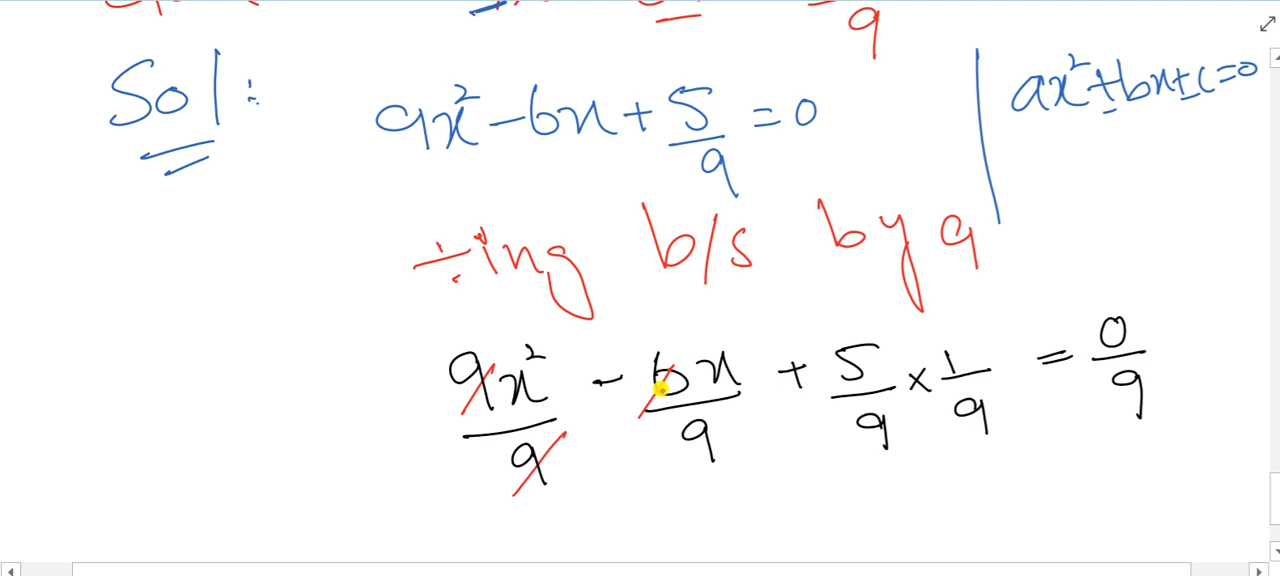 9
Sol: 9x² - 6x + 5/9 = 0 | ax² + bx + c = 0
÷ing b/s by 9
9x²/9 - 6x/9 + 5/9 × 1/9 = 0/9